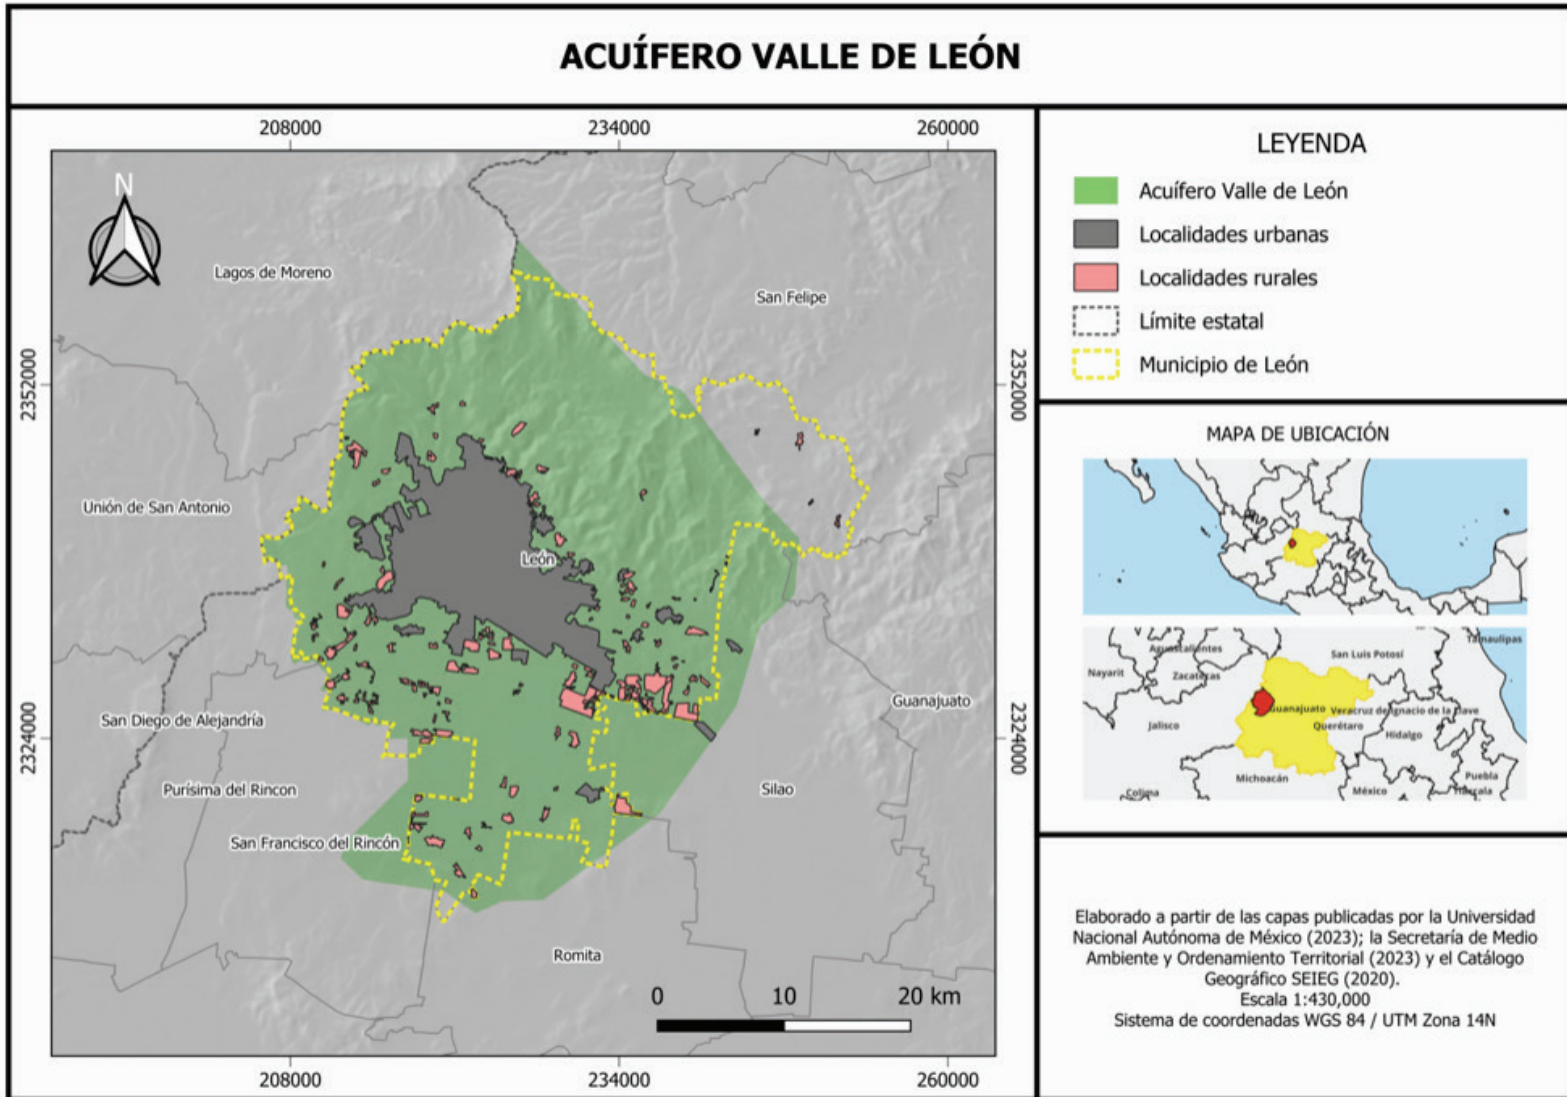 ACUÍFERO VALLE DE LEÓN
208000
234000
260000
N
Lagos de Moreno
San Felipe
2352000
2352000
Unión de San Antonio
León
San Diego de Alejandría
Guanajuato
2324000
2324000
Purísima del Rincon
Silao
San Francisco del Rincón
Romita
0 10 20 km
208000
234000
260000
LEYENDA
Acuífero Valle de León
Localidades urbanas
Localidades rurales
Límite estatal
Municipio de León
MAPA DE UBICACIÓN
Tamaulipas
Aguascalientes
San Luis Potosí
Nayarit
Zacatecas
Guanajuato
Veracruz de Ignacio de la Llave
Jalisco
Querétaro
Hidalgo
Michoacán
Puebla
Colima
México
Tlaxcala
Elaborado a partir de las capas publicadas por la Universidad
Nacional Autónoma de México (2023); la Secretaría de Medio
Ambiente y Ordenamiento Territorial (2023) y el Catálogo
Geográfico SEIEG (2020).
Escala 1:430,000
Sistema de coordenadas WGS 84 / UTM Zona 14N